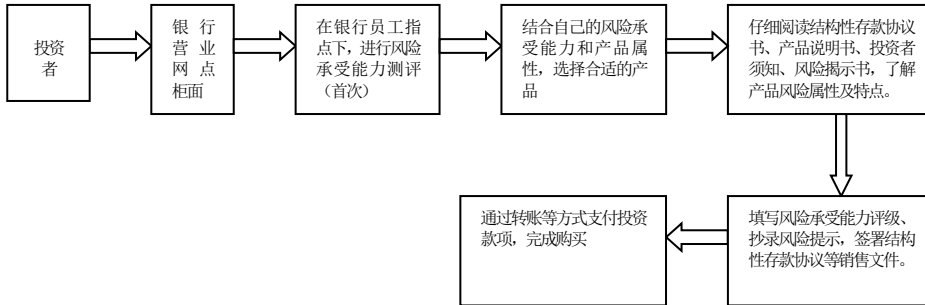 投资
者
银行
营业
网点
柜面
在银行员工指
点下，进行风险
承受能力测评
（首次）
结合自己的风险承
受能力和产品属
性，选择合适的产
品
仔细阅读结构性存款协议
书、产品说明书、投资者
须知、风险揭示书，了解
产品风险属性及特点。
填写风险承受能力评级、
抄录风险提示，签署结构
性存款协议等销售文件。
通过转账等方式支付投资
款项，完成购买